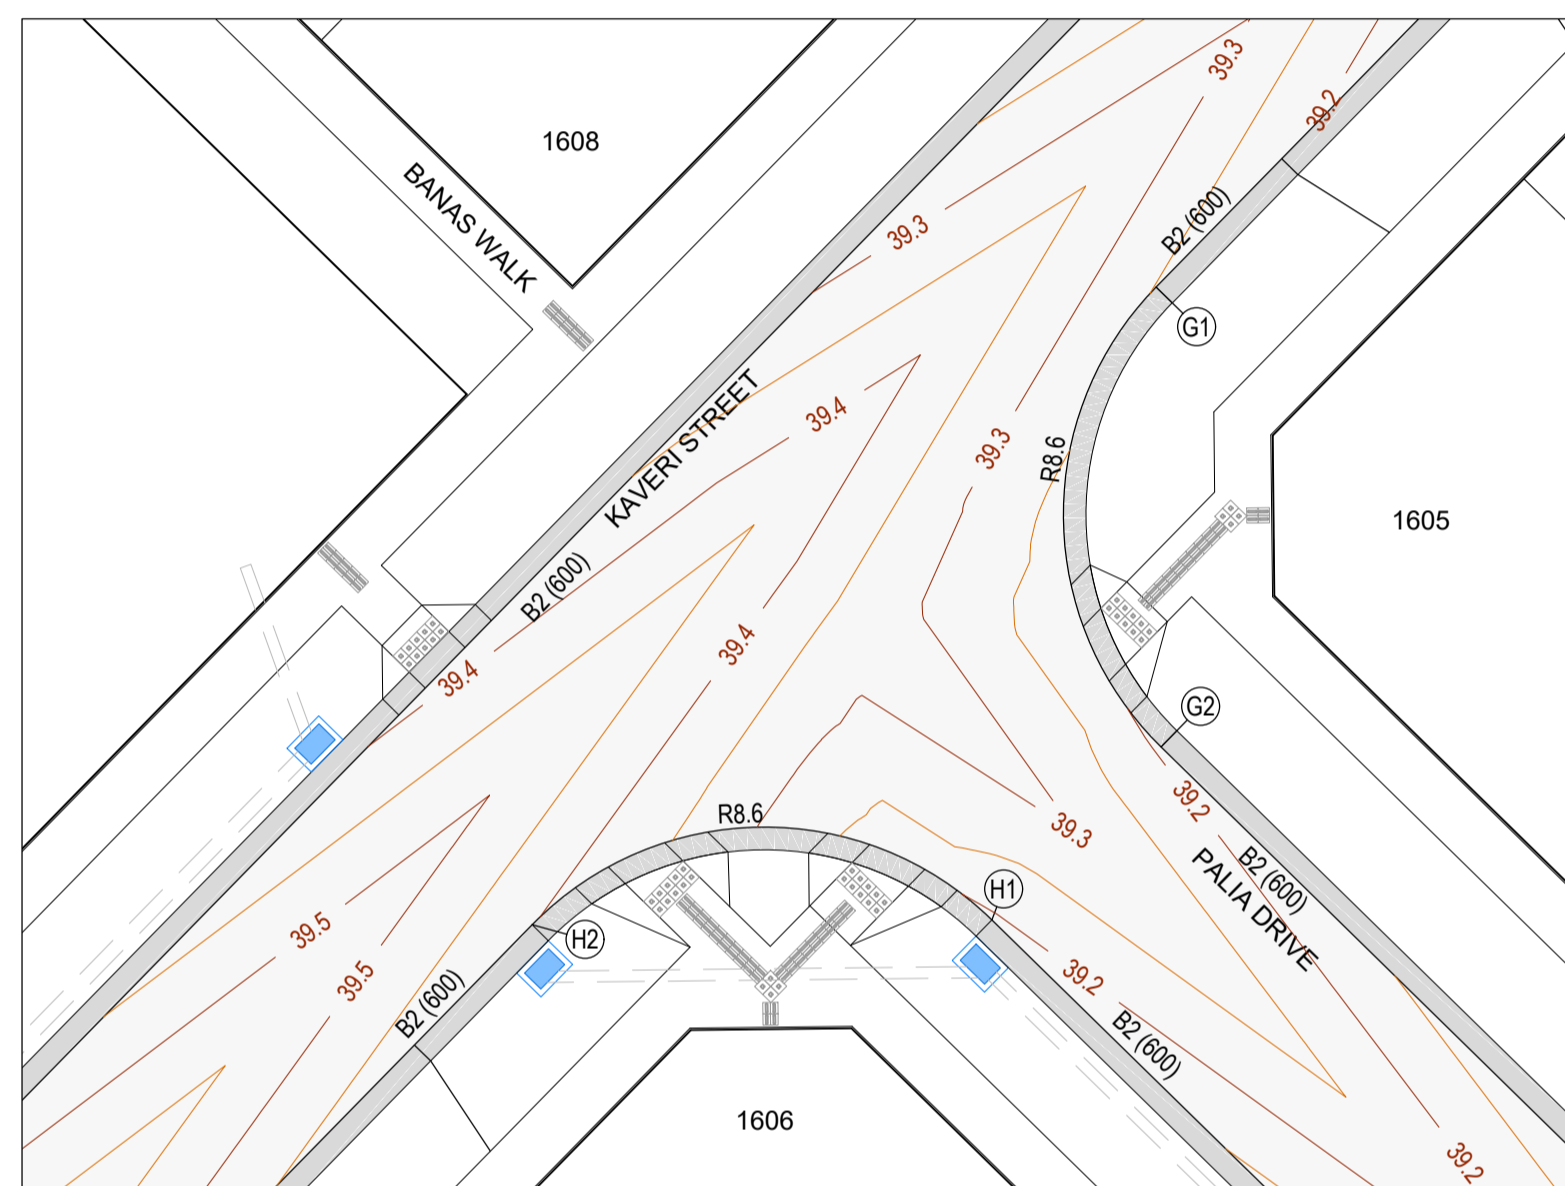 39.3
39.2
1608
BANAS WALK
39.3
B2 (600)
G1
KAVERI STREET
39.4
39.3
R8.6
1605
B2 (600)
39.4
39.4
G2
39.2
R8.6
39.3
B2 (600)
PALIA DRIVE
H1
H2
39.5
39.5
39.2
B2 (600)
B2 (600)
1606
39.2